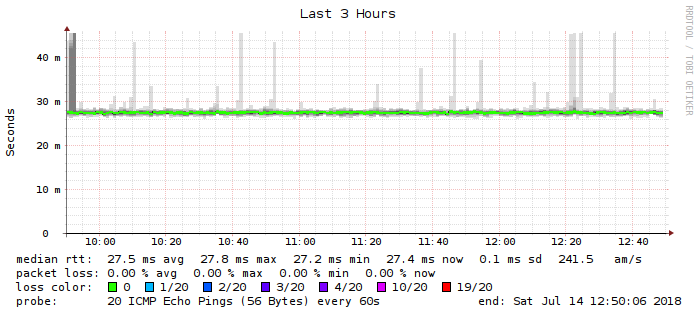 Last 3 Hours
RRDTOOL / TOBI OETIKER
Seconds
40 m
30 m
20 m
10 m
0
10:00 10:20 10:40 11:00 11:20 11:40 12:00 12:20 12:40
median rtt: 27.5 ms avg 27.8 ms max 27.2 ms min 27.4 ms now 0.1 ms sd 241.5 am/s
packet loss: 0.00 % avg 0.00 % max 0.00 % min 0.00 % now
loss color: 0 1/20 2/20 3/20 4/20 10/20 19/20
probe: 20 ICMP Echo Pings (56 Bytes) every 60s end: Sat Jul 14 12:50:06 2018